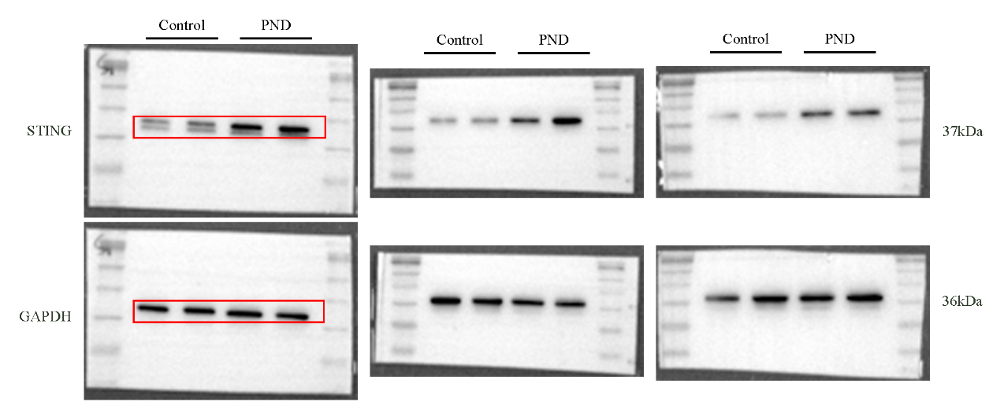 Control PND
Control PND
Control PND
STING
37kDa
GAPDH
36kDa